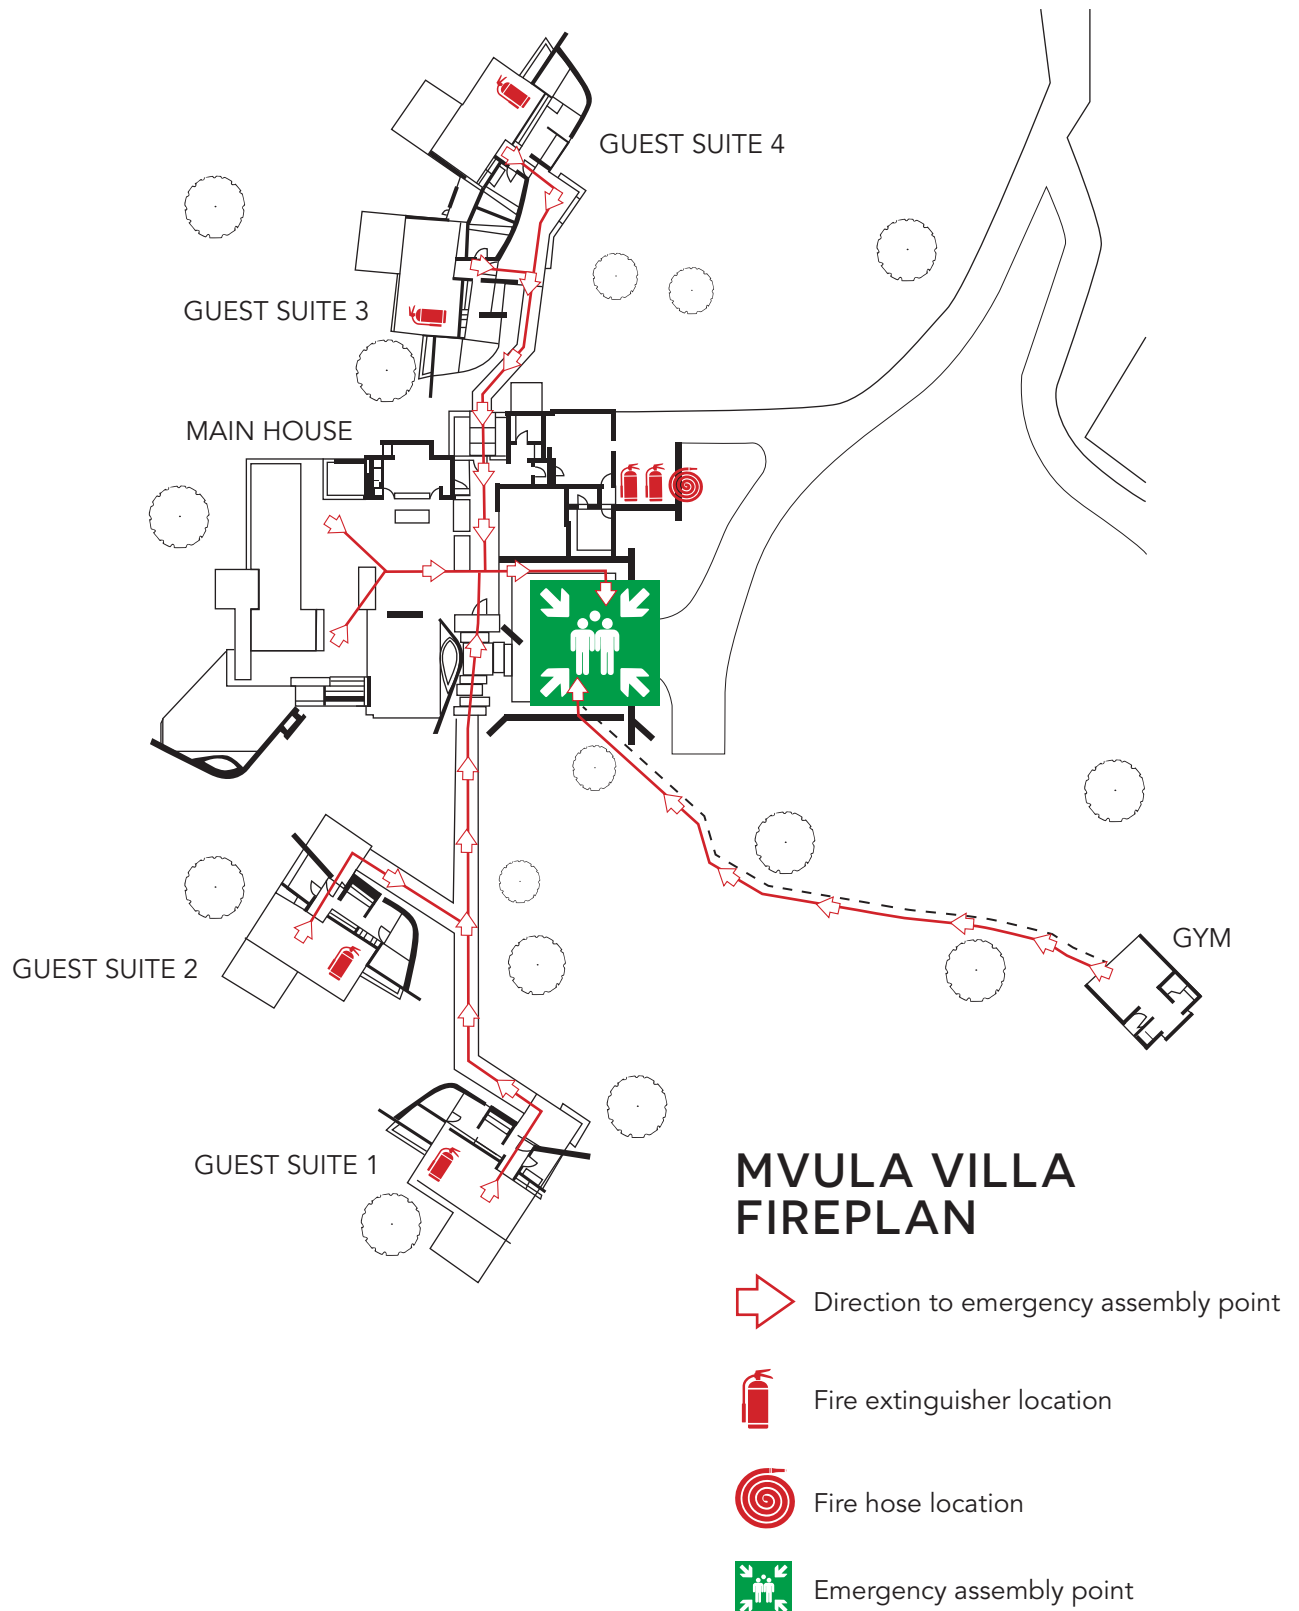 GUEST SUITE 4
GUEST SUITE 3
MAIN HOUSE
GYM
GUEST SUITE 2
GUEST SUITE 1
MVULA VILLA
FIREPLAN
Direction to emergency assembly point
Fire extinguisher location
Fire hose location
Emergency assembly point